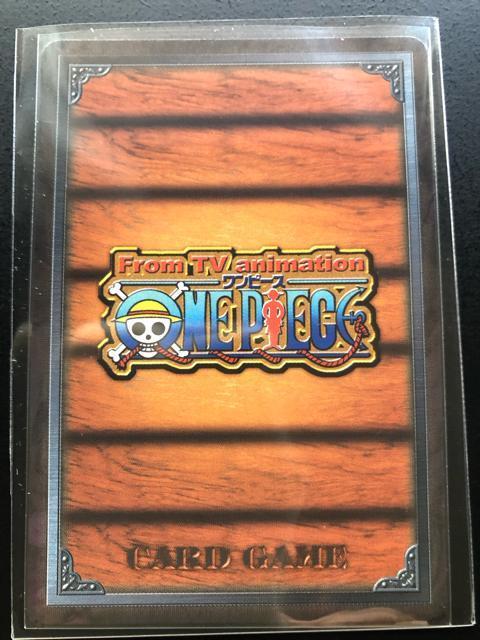 From TV animation
ワンピース
ONE PIECE
CARD GAME